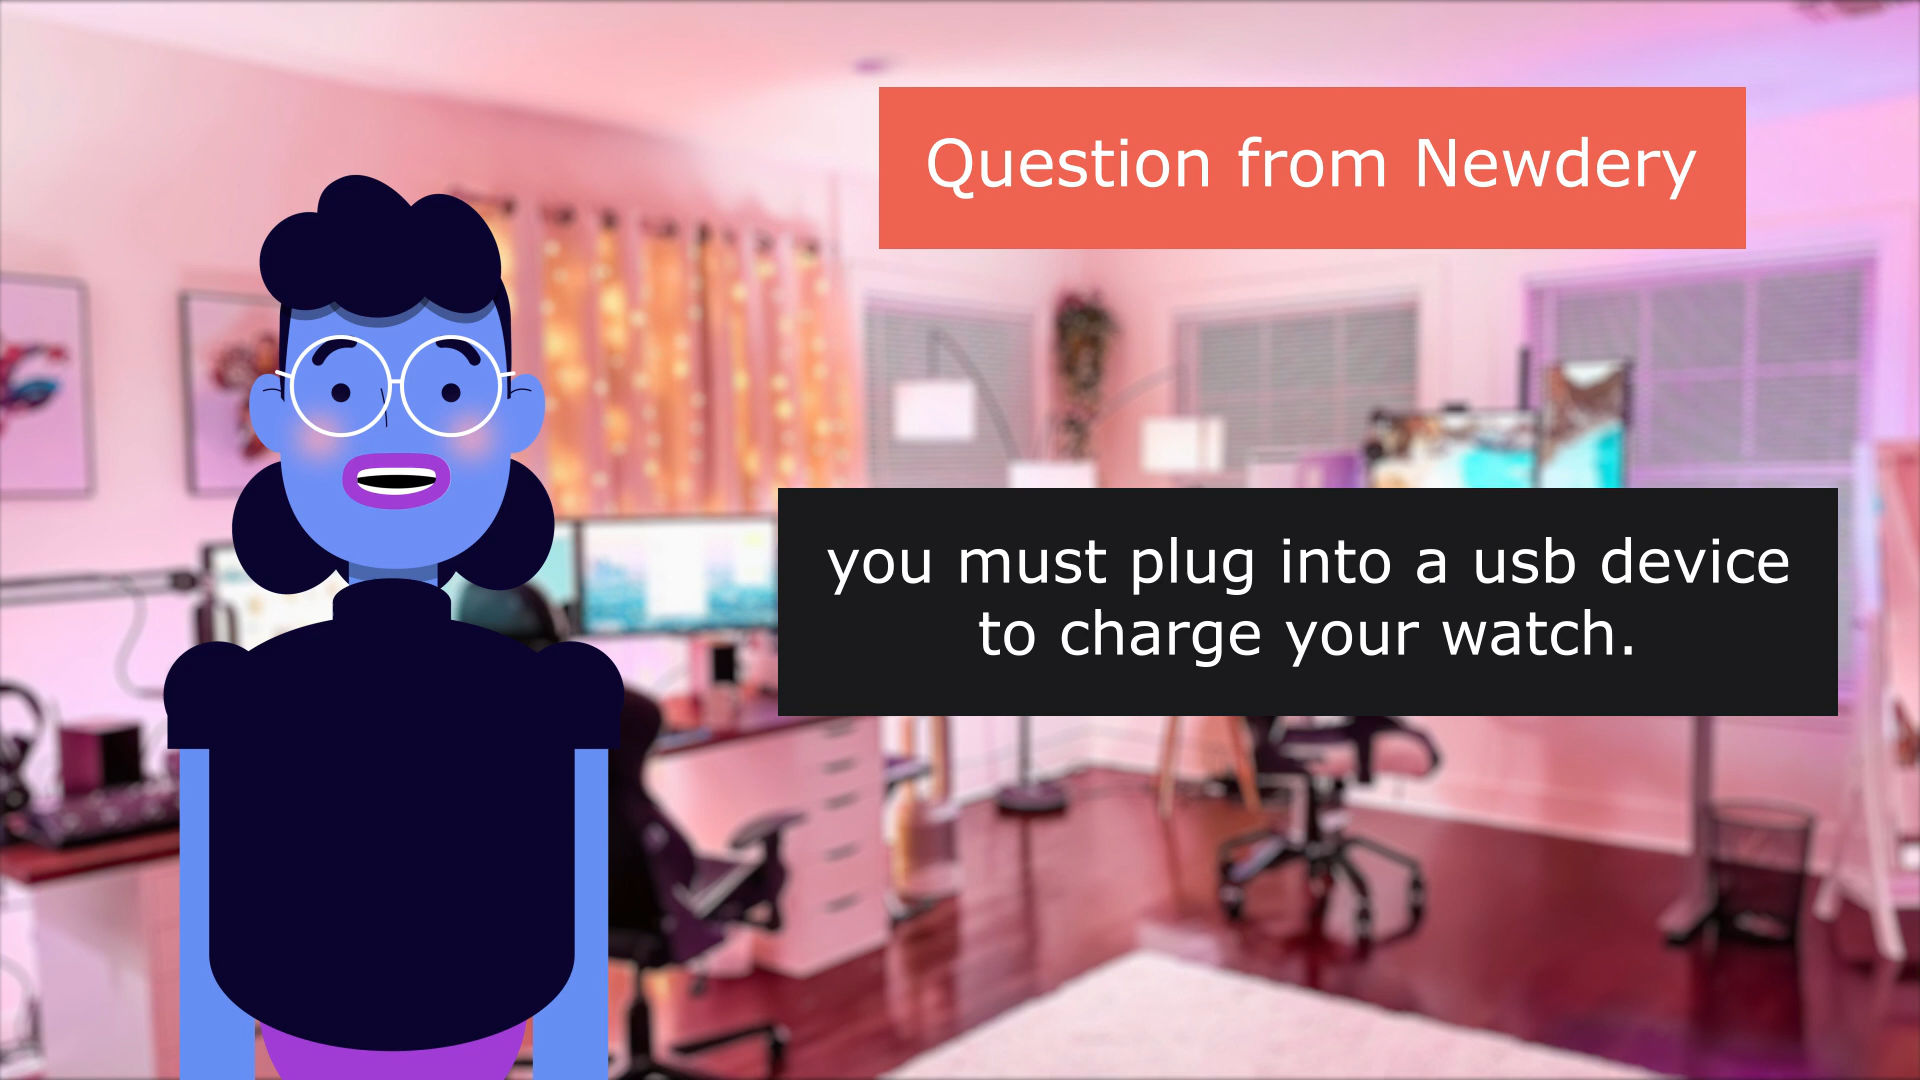 Question from Newdery
you must plug into a usb device
to charge your watch.